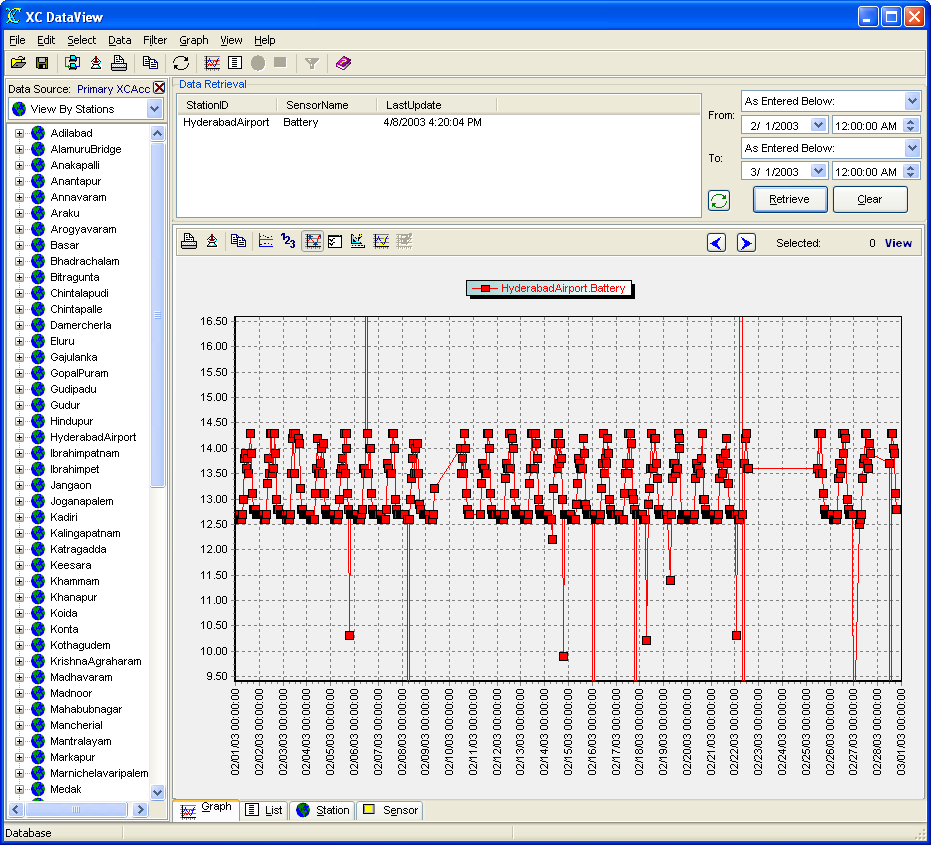 XC DataView
File Edit Select Data Filter Graph View Help
Data Source: Primary XCAcc
View By Stations
Adilabad
AlamuruBridge
Anakapalli
Anantapur
Annavaram
Araku
Arogyavaram
Basar
Bhadrachalam
Bitragunta
Chintalapudi
Chintapalle
Damercherla
Eluru
Gajulanka
GopalPuram
Gudipadu
Gudur
Hindupur
HyderabadAirport
Ibrahimpatnam
Ibrahimpet
Jangaon
Joganapalem
Kadiri
Kalingapatnam
Katragadda
Keesara
Khammam
Khanapur
Koida
Konta
Kothagudem
KrishnaAgraharam
Madhavaram
Madnoor
Mahabubnagar
Mancherial
Mantralayam
Markapur
Marnichelavaripalem
Medak
Data Retrieval
StationID SensorName LastUpdate
HyderabadAirport Battery 4/8/2003 4:20:04 PM
From:
As Entered Below:
2/ 1/2003 12:00:00 AM
To:
As Entered Below:
3/ 1/2003 12:00:00 AM
Retrieve Clear
123
Selected: 0 View
HyderabadAirport.Battery
16.50
16.00
15.50
15.00
14.50
14.00
13.50
13.00
12.50
12.00
11.50
11.00
10.50
10.00
9.50
02/01/03 00:00:00
02/02/03 00:00:00
02/03/03 00:00:00
02/04/03 00:00:00
02/05/03 00:00:00
02/06/03 00:00:00
02/07/03 00:00:00
02/08/03 00:00:00
02/09/03 00:00:00
02/10/03 00:00:00
02/11/03 00:00:00
02/12/03 00:00:00
02/13/03 00:00:00
02/14/03 00:00:00
02/15/03 00:00:00
02/16/03 00:00:00
02/17/03 00:00:00
02/18/03 00:00:00
02/19/03 00:00:00
02/20/03 00:00:00
02/21/03 00:00:00
02/22/03 00:00:00
02/23/03 00:00:00
02/24/03 00:00:00
02/25/03 00:00:00
02/26/03 00:00:00
02/27/03 00:00:00
02/28/03 00:00:00
03/01/03 00:00:00
Graph List Station Sensor
Database